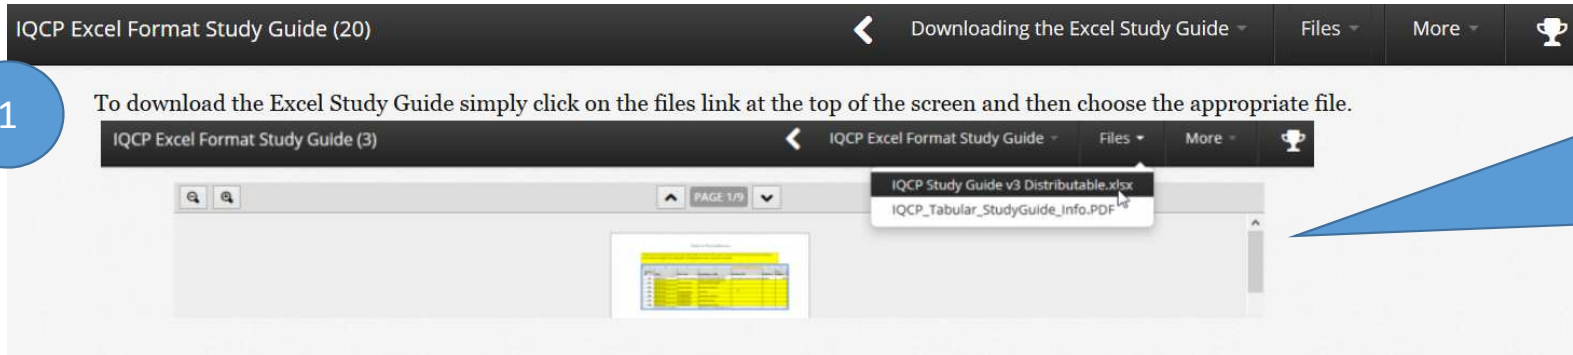 IQCP Excel Format Study Guide (20) Downloading the Excel Study Guide Files More
1
To download the Excel Study Guide simply click on the files link at the top of the screen and then choose the appropriate file.
IQCP Excel Format Study Guide (3) IQCP Excel Format Study Guide Files More
IQCP Study Guide v3 Distributable.xlsx
PAGE 1/9
IQCP_Tabular_StudyGuide_Info.PDF